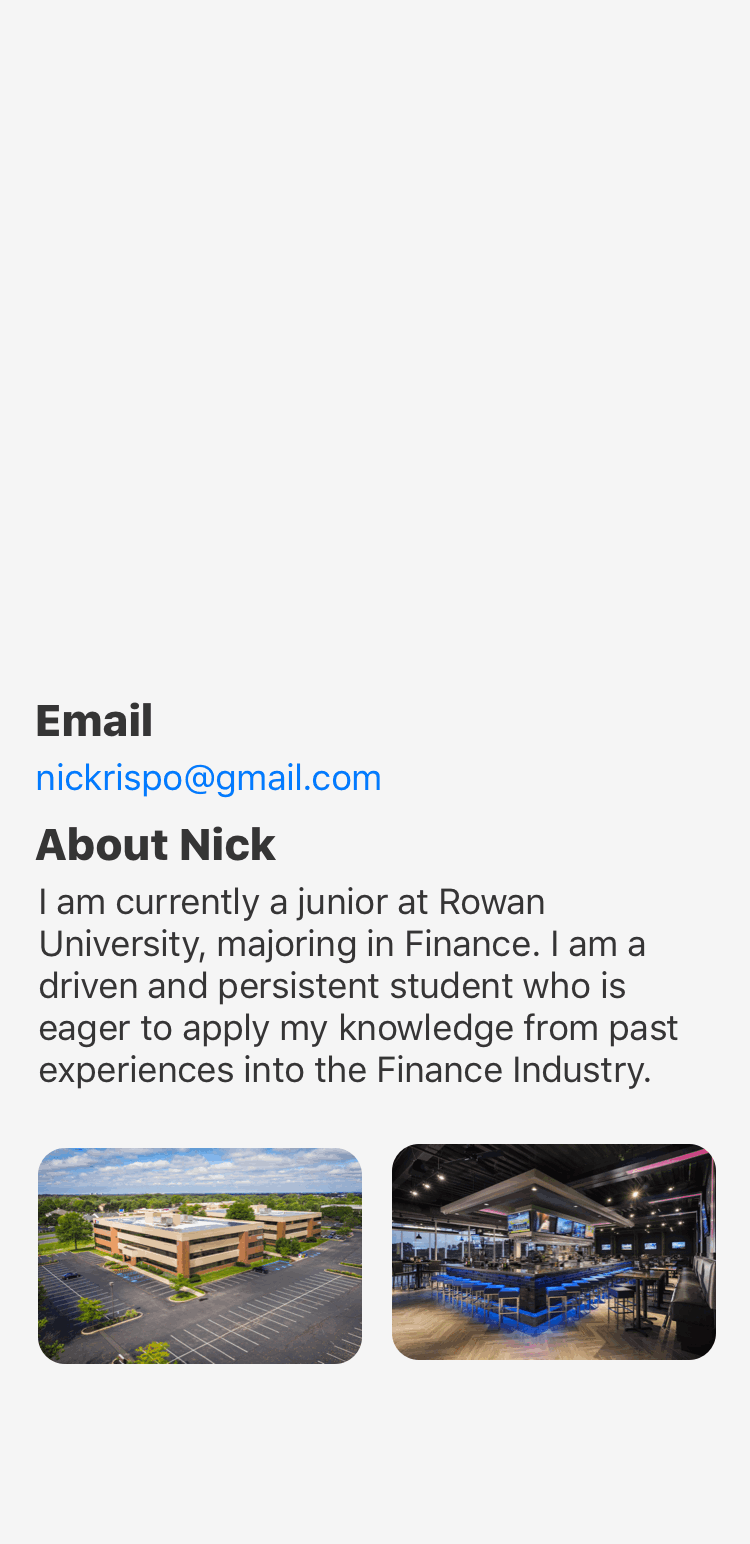 Email
nickrispo@gmail.com
About Nick
I am currently a junior at Rowan
University, majoring in Finance. I am a
driven and persistent student who is
eager to apply my knowledge from past
experiences into the Finance Industry.